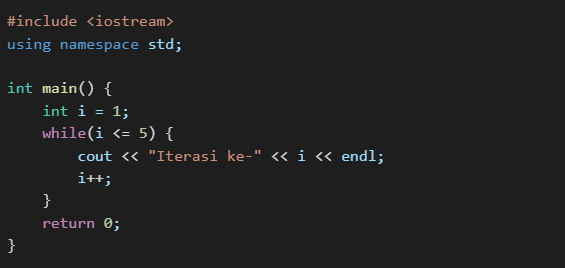 #include <iostream>
using namespace std;
int main() {
    int i = 1;
    while(i <= 5) {
        cout << "Iterasi ke-" << i << endl;
        i++;
    }
    return 0;
}